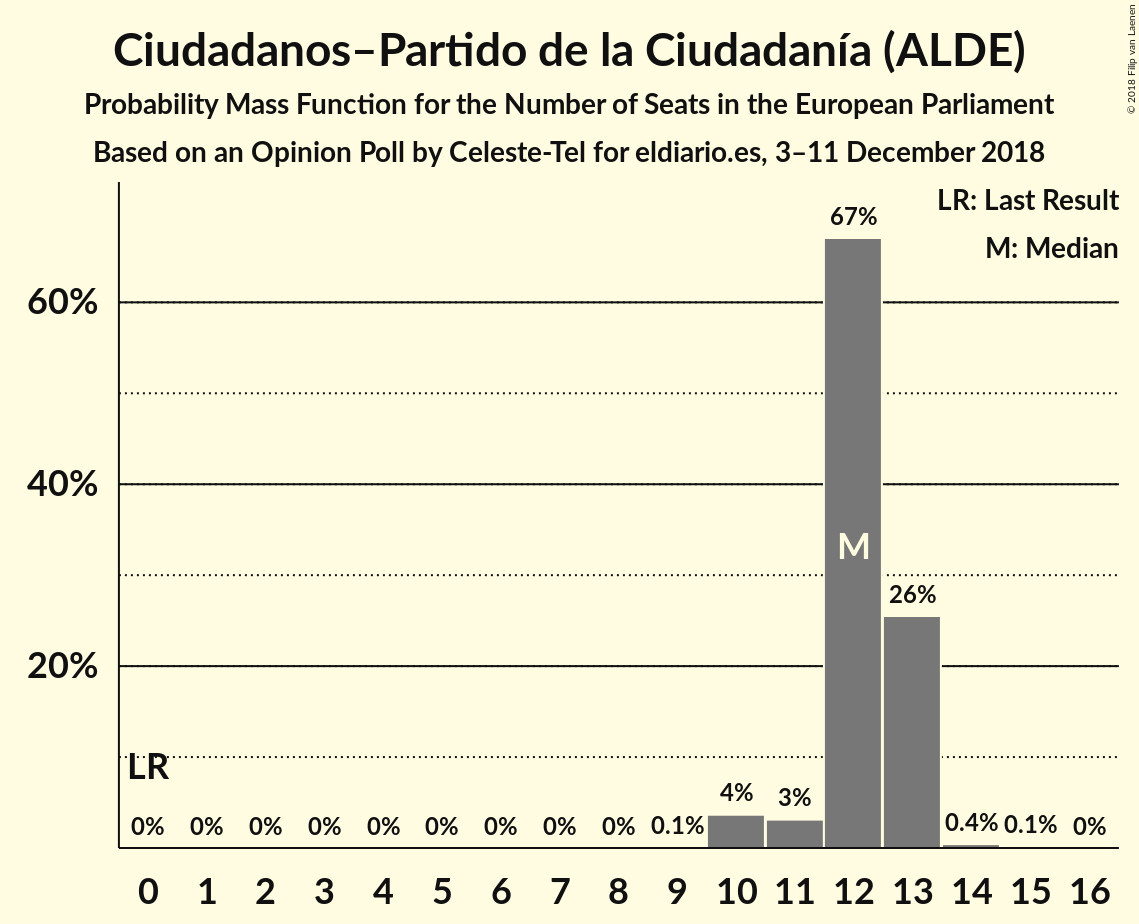 Ciudadanos–Partido de la Ciudadanía (ALDE)
Probability Mass Function for the Number of Seats in the European Parliament
Based on an Opinion Poll by Celeste-Tel for eldiario.es, 3–11 December 2018
© 2018 Filip van Laenen
LR: Last Result
M: Median
67%
60%
40%
M
26%
20%
LR
0% 0% 0% 0% 0% 0% 0% 0% 0% 0.1% 4% 3% 0.4% 0.1% 0%
0 1 2 3 4 5 6 7 8 9 10 11 12 13 14 15 16